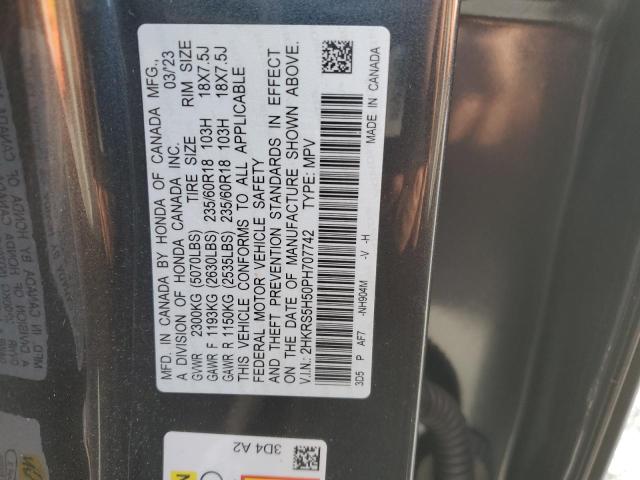 MFD. IN CANADA BY HONDA OF CANADA MFG.,
A DIVISION OF HONDA CANADA INC. 03/'23
TIRE SIZE RIM SIZE
GVWR 2300KG (5070LBS)
GAWR F 1193KG (2630LBS) 235/60R18 103H 18X7.5J
GAWR R 1150KG (2535LBS) 235/60R18 103H 18X7.5J
THIS VEHICLE CONFORMS TO ALL APPLICABLE
FEDERAL MOTOR VEHICLE SAFETY
AND THEFT PREVENTION STANDARDS IN EFFECT
ON THE DATE OF MANUFACTURE SHOWN ABOVE.
V.I.N.: 2HKRS5H50PH707742 TYPE: MPV
3D5 P AF7 -NH904M -V -H
MADE IN CANADA
3D4 A2